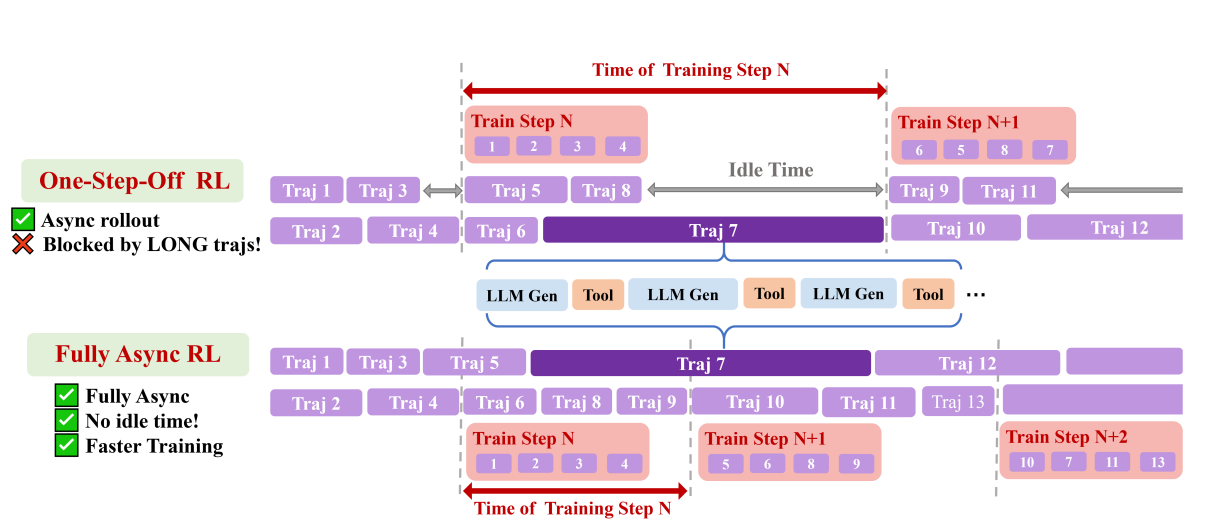 Time of Training Step N
Train Step N
1 2 3 4
Train Step N+1
6 5 8 7
One-Step-Off RL
Traj 1 Traj 3 Traj 5 Traj 8 Idle Time Traj 9 Traj 11
Async rollout
Blocked by LONG trajs!
Traj 2 Traj 4 Traj 6 Traj 7 Traj 10 Traj 12
LLM Gen Tool LLM Gen Tool LLM Gen Tool ...
Fully Async RL
Traj 1 Traj 3 Traj 5 Traj 7 Traj 12
Fully Async
No idle time!
Faster Training
Traj 2 Traj 4 Traj 6 Traj 8 Traj 9 Traj 10 Traj 11 Traj 13
Train Step N
1 2 3 4
Train Step N+1
5 6 8 9
Train Step N+2
10 7 11 13
Time of Training Step N